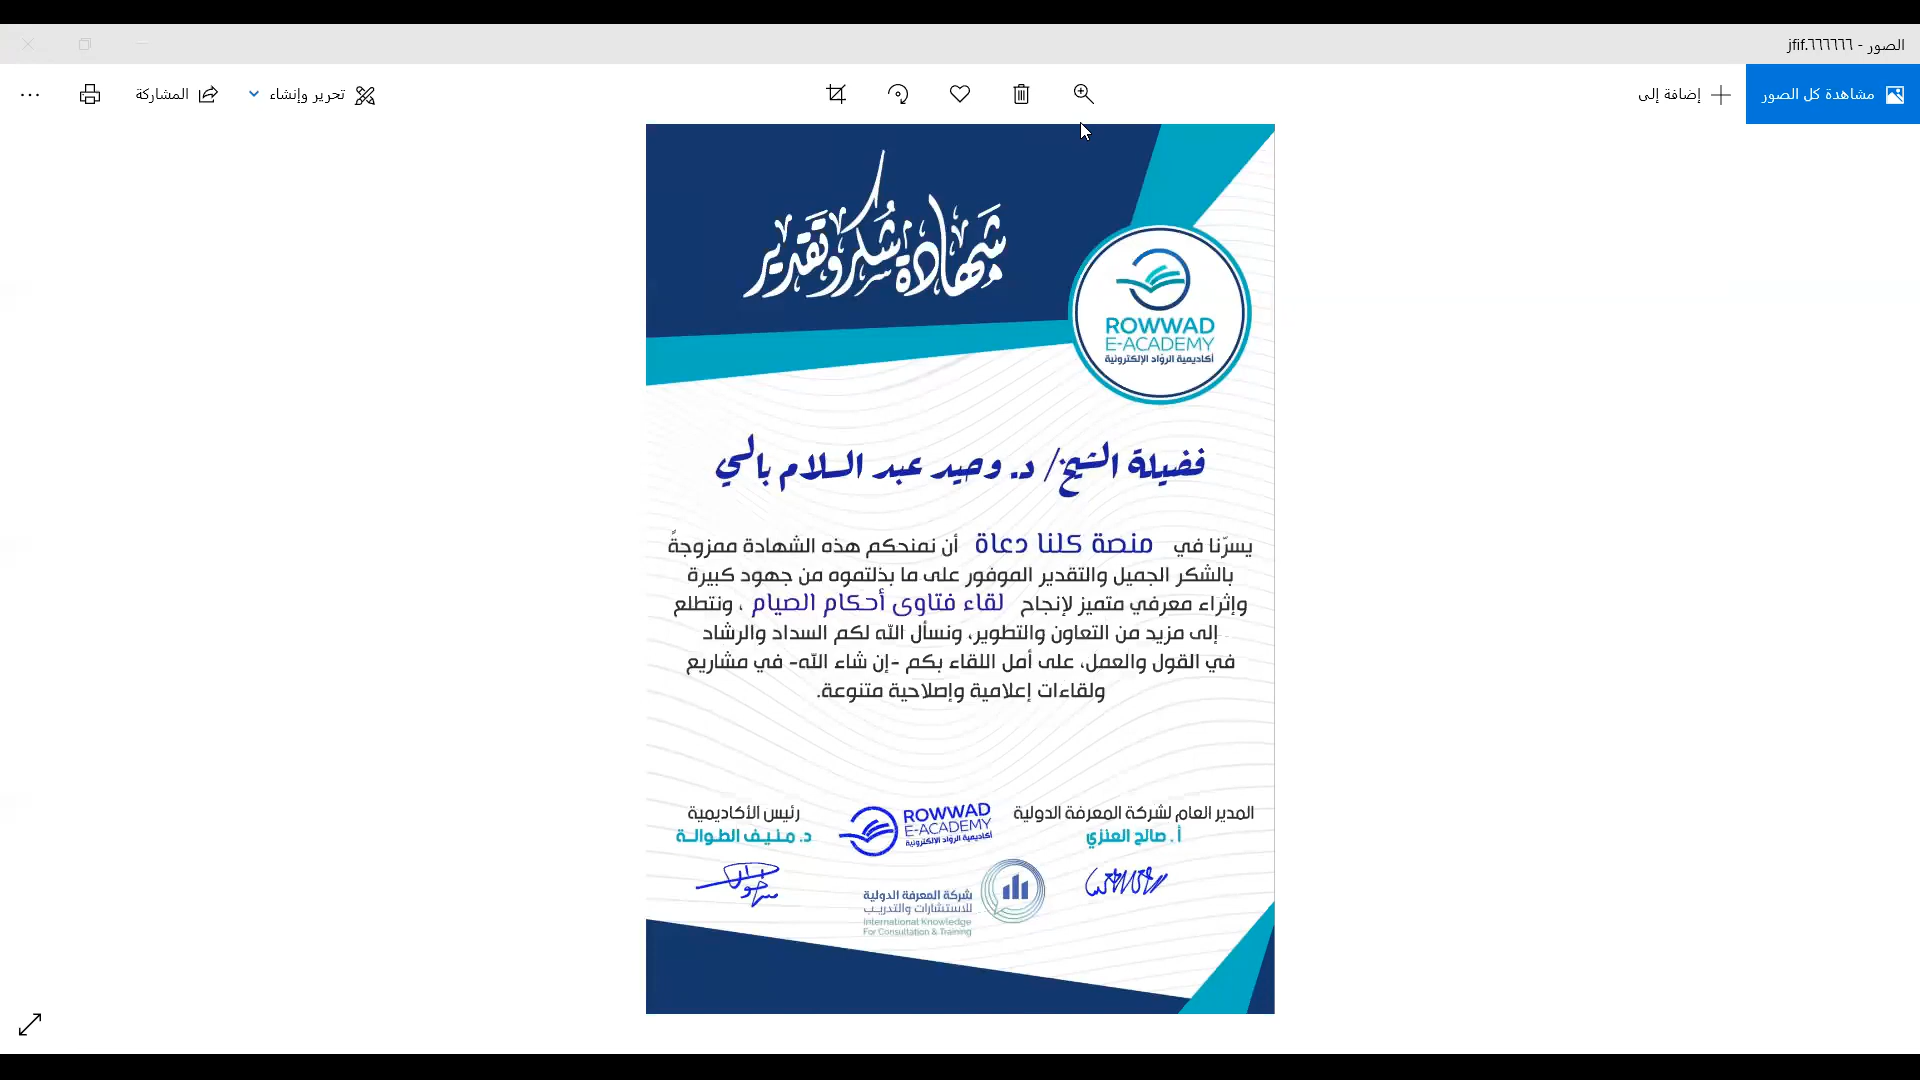 الصور - ٦٦٦٦٦٦.jfif
مشاهدة كل الصور
إضافة إلى
تحرير وإنشاء
المشاركة
شهادة شكر وتقدير
ROWWAD
E-ACADEMY
أكاديمية الروّاد الإلكترونية
فضيلة الشيخ/ د. وحيد عبد السلام بالي
يسرّنا في منصة كلنا دعاة أن نمنحكم هذه الشهادة ممزوجةً
بالشكر الجميل والتقدير الموفور على ما بذلتموه من جهود كبيرة
وإثراء معرفي متميز لإنجاح لقاء فتاوى أحكام الصيام ، ونتطلع
إلى مزيد من التعاون والتطوير، ونسأل الله لكم السداد والرشاد
في القول والعمل، على أمل اللقاء بكم -إن شاء الله- في مشاريع
ولقاءات إعلامية وإصلاحية متنوعة.
المدير العام لشركة المعرفة الدولية
أ. صالح العنزي
ROWWAD
E-ACADEMY
أكاديمية الرواد الإلكترونية
رئيس الأكاديمية
د. منيف الطوالة
شركة المعرفة الدولية
للاستشارات والتدريب
International Knowledge
For Consultation & Training